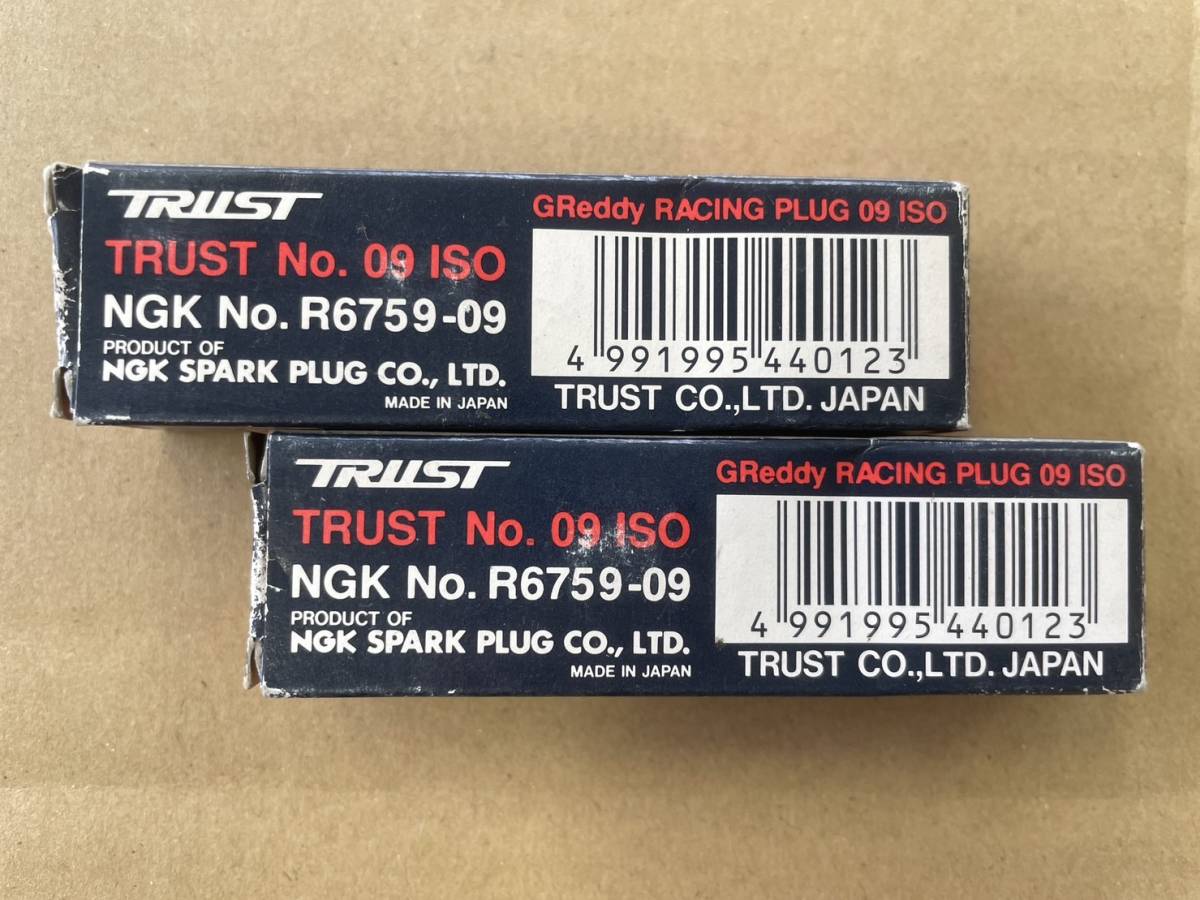 TRUST
TRUST No. 09 ISO
NGK No. R6759-09
PRODUCT OF
NGK SPARK PLUG CO., LTD.
MADE IN JAPAN
GReddy RACING PLUG 09 ISO
4 991995 440123
TRUST CO.,LTD. JAPAN
TRUST
TRUST No. 09 ISO
NGK No. R6759-09
PRODUCT OF
NGK SPARK PLUG CO., LTD.
MADE IN JAPAN
GReddy RACING PLUG 09 ISO
4 991995 440123
TRUST CO.,LTD. JAPAN